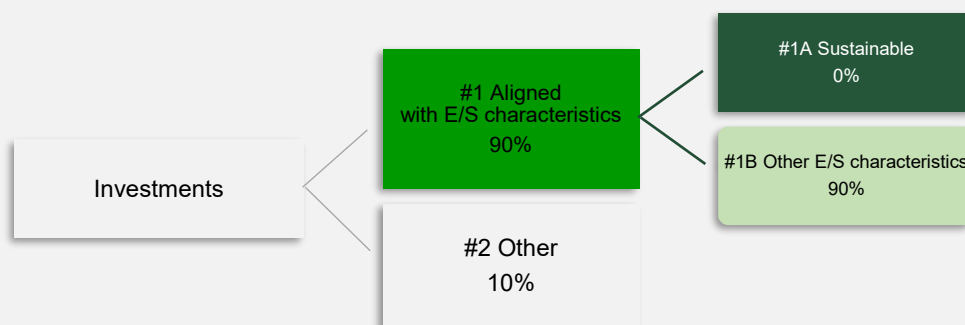 Investments
#1 Aligned
with E/S characteristics
90%
#2 Other
10%
#1A Sustainable
0%
#1B Other E/S characteristics
90%